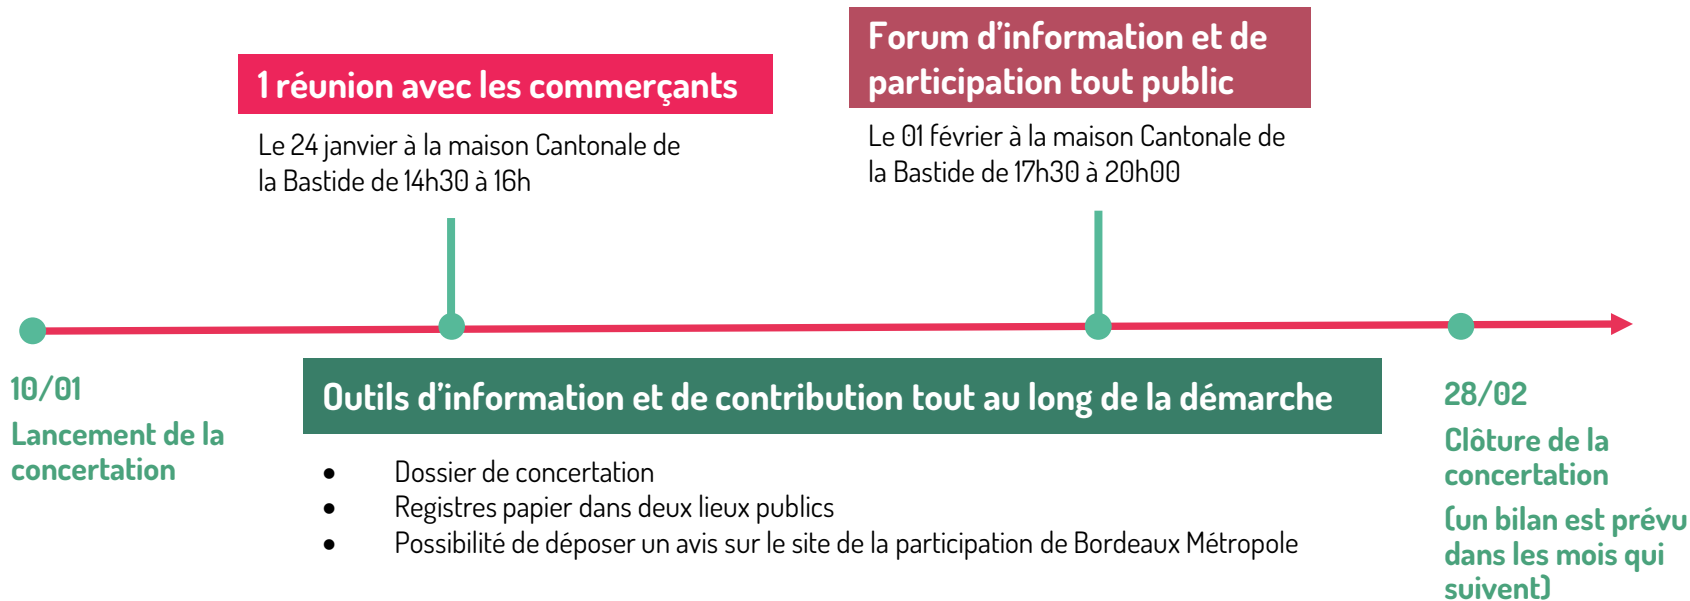 1 réunion avec les commerçants
Le 24 janvier à la maison Cantonale de
la Bastide de 14h30 à 16h
Forum d’information et de
participation tout public
Le 01 février à la maison Cantonale de
la Bastide de 17h30 à 20h00
10/01
Lancement de la
concertation
Outils d’information et de contribution tout au long de la démarche
• Dossier de concertation
• Registres papier dans deux lieux publics
• Possibilité de déposer un avis sur le site de la participation de Bordeaux Métropole
28/02
Clôture de la
concertation
(un bilan est prévu
dans les mois qui
suivent)